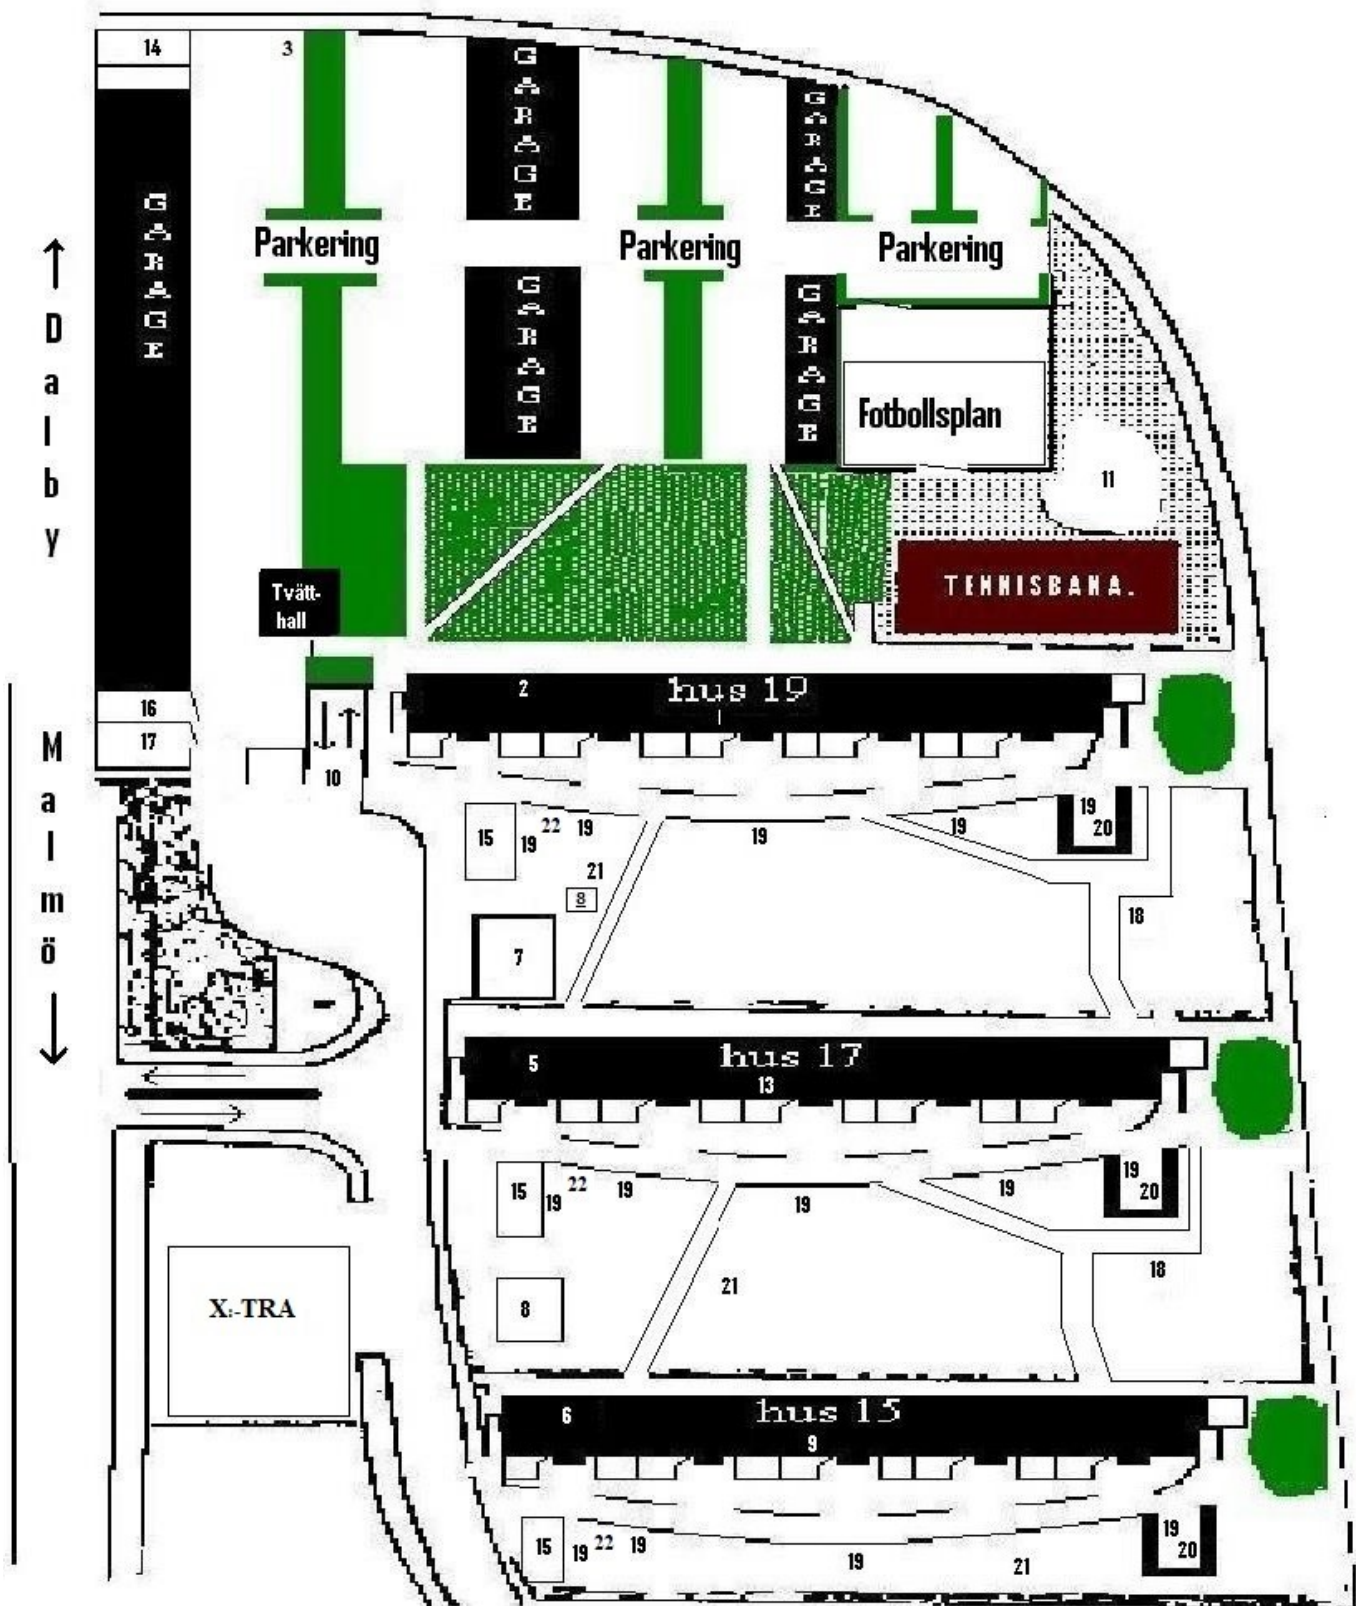 14
3
GARAGE
GARAGE
GARAGE
GARAGE
Parkering
Parkering
Parkering
↑
Dalby
GARAGE
GARAGE
Fotbollsplan
11
TENNISBANA.
Tvätt-
hall
2
hus 19
16
17
Malmö
↓
↓↑
10
15
19
22
19
19
19
19
20
21
8
7
18
5
hus 17
13
15
19
22
19
19
19
19
20
18
21
8
X:-TRA
6
hus 15
9
15
19
22
19
19
21
19
20